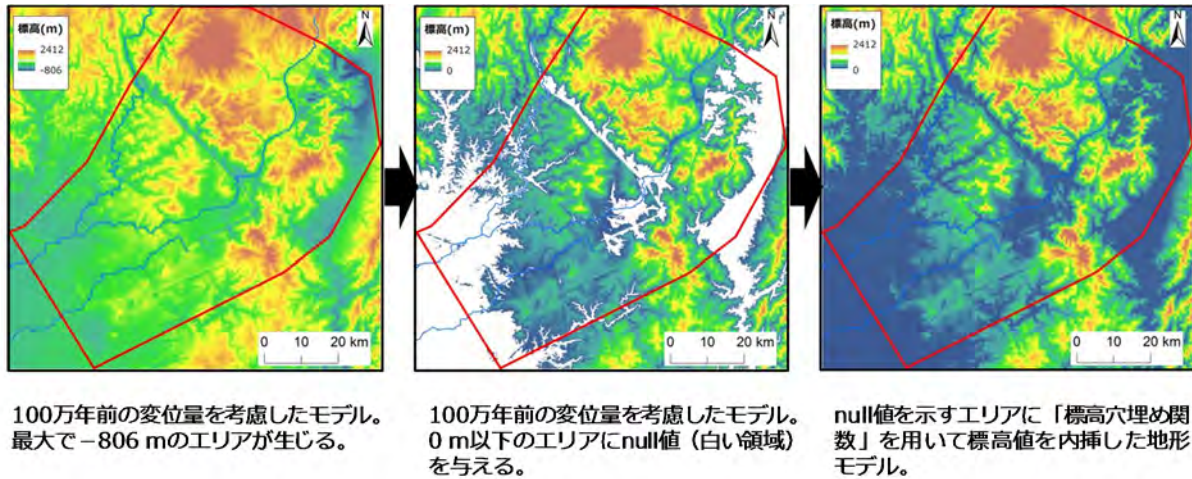 標高(m)
2412
-806
N
0 10 20 km
標高(m)
2412
0
N
0 10 20 km
標高(m)
2412
0
N
0 10 20 km
100万年前の変位量を考慮したモデル。
最大で－806 mのエリアが生じる。
100万年前の変位量を考慮したモデル。
0 m以下のエリアにnull値（白い領域）
を与える。
null値を示すエリアに「標高穴埋め関
数」を用いて標高値を内挿した地形
モデル。